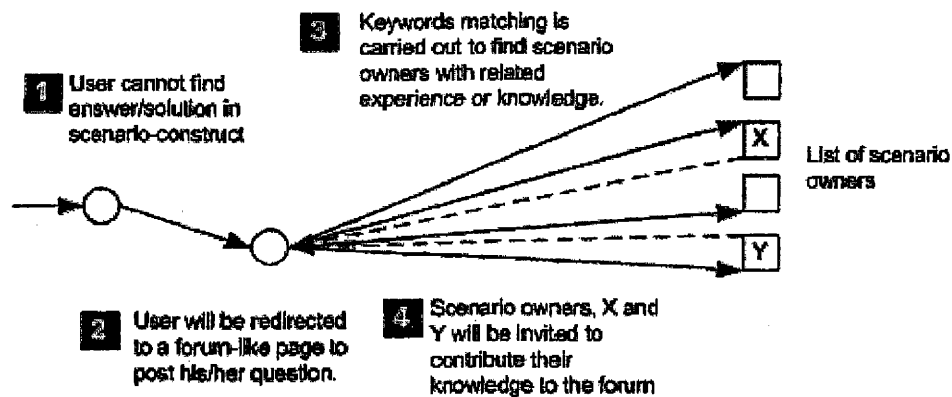 1
User cannot find
answer/solution in
scenario-construct
2
User will be redirected
to a forum-like page to
post his/her question.
3
Keywords matching is
carried out to find scenario
owners with related
experience or knowledge.
4
Scenario owners, X and
Y will be invited to
contribute their
knowledge to the forum
X
Y
List of scenario
owners